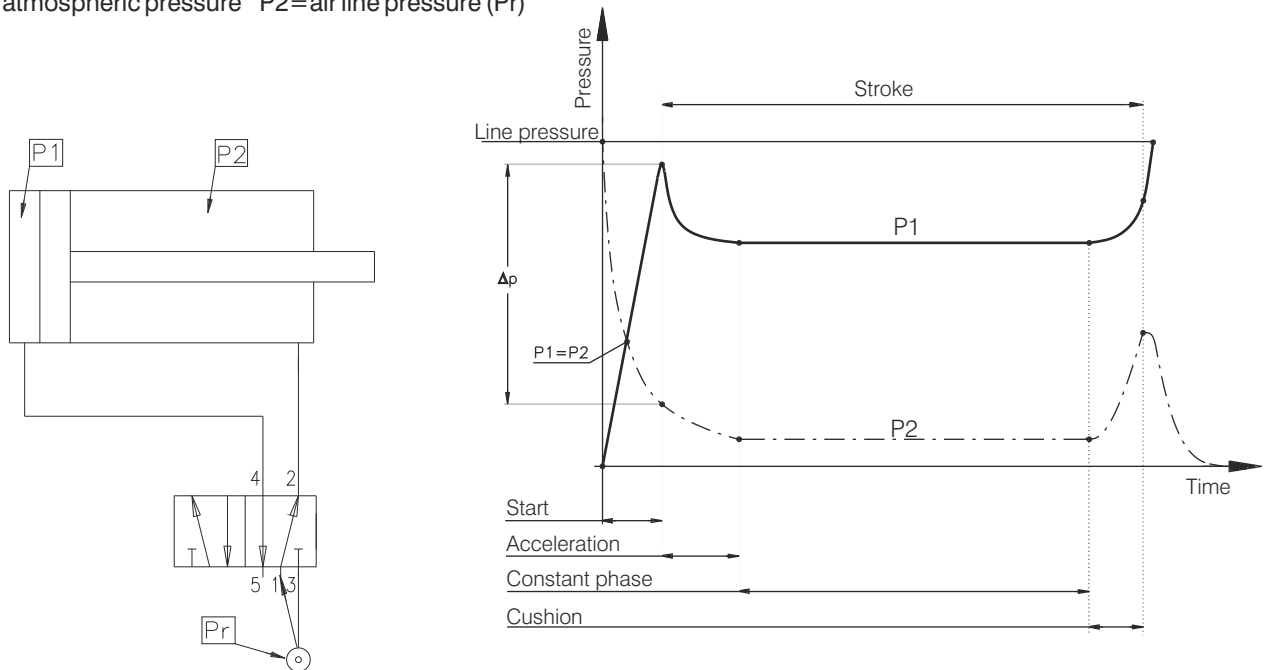 atmospheric pressure P2=air line pressure (Pr)
P1
P2
4 2
5 1 3
Pr
Pressure
Stroke
Line pressure
P1
Δp
P1=P2
P2
Time
Start
Acceleration
Constant phase
Cushion